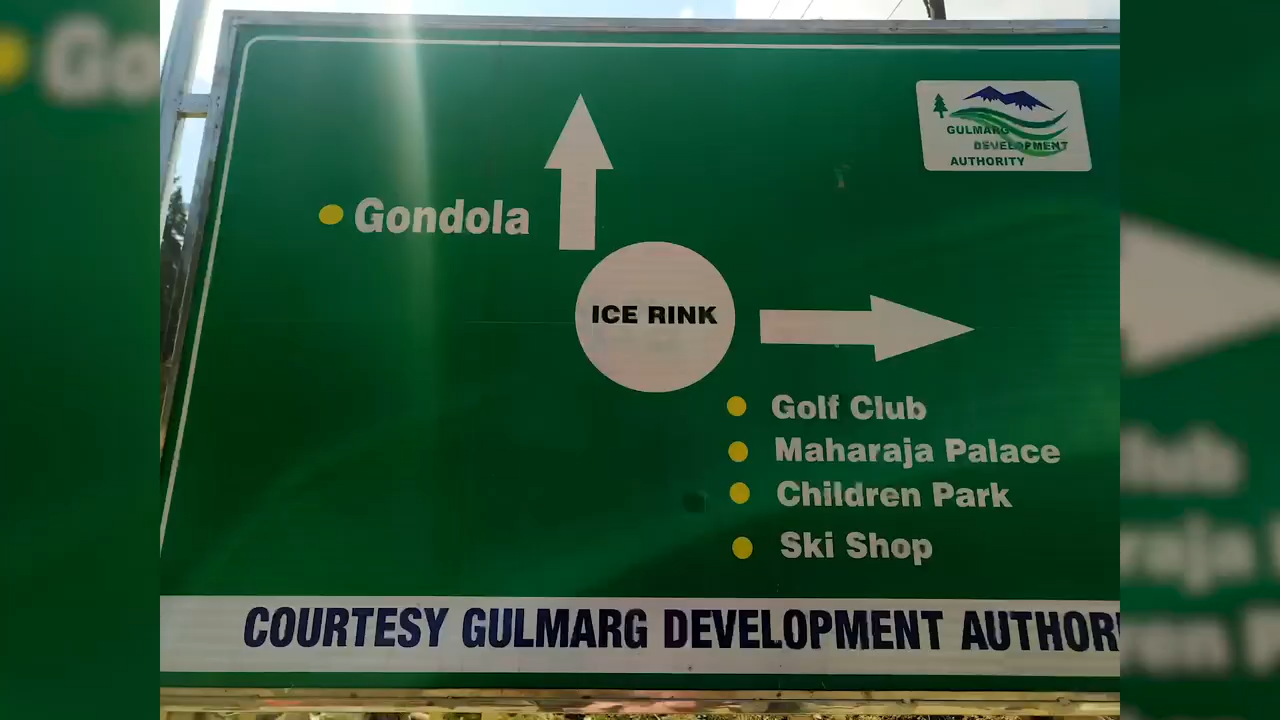 GULMARG
DEVELOPMENT
AUTHORITY
Gondola
ICE RINK
Golf Club
Maharaja Palace
Children Park
Ski Shop
COURTESY GULMARG DEVELOPMENT AUTHOR